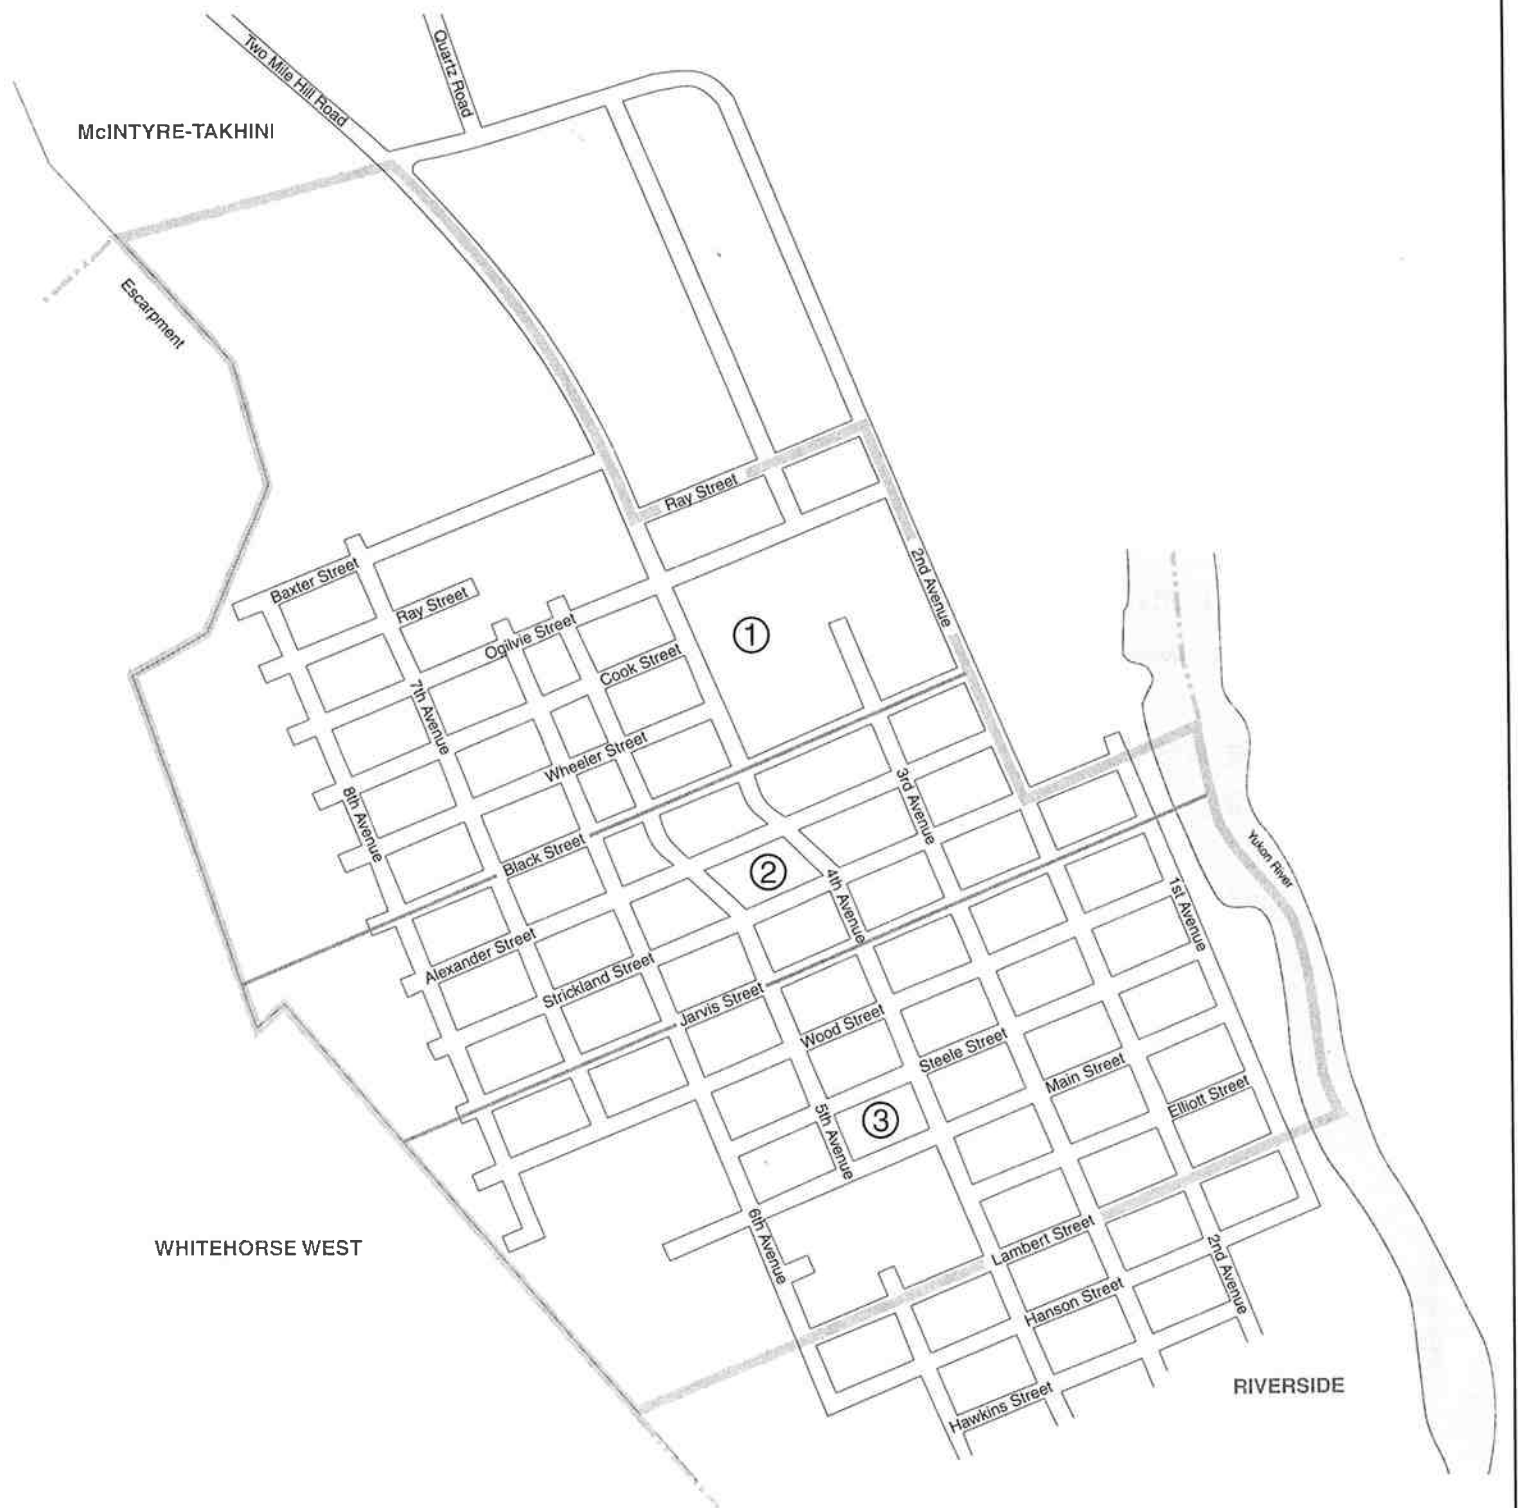 Two Mile Hill Road
Quartz Road
McINTYRE-TAKHINI
Escarpment
Ray Street
2nd Avenue
Baxter Street
Ray Street
Ogilvie Street
Cook Street
1
7th Avenue
Wheeler Street
8th Avenue
3rd Avenue
Black Street
2
4th Avenue
Yukon River
1st Avenue
Alexander Street
Strickland Street
Jarvis Street
Wood Street
Steele Street
Main Street
Elliott Street
3
5th Avenue
6th Avenue
WHITEHORSE WEST
Lambert Street
2nd Avenue
Hanson Street
Hawkins Street
RIVERSIDE